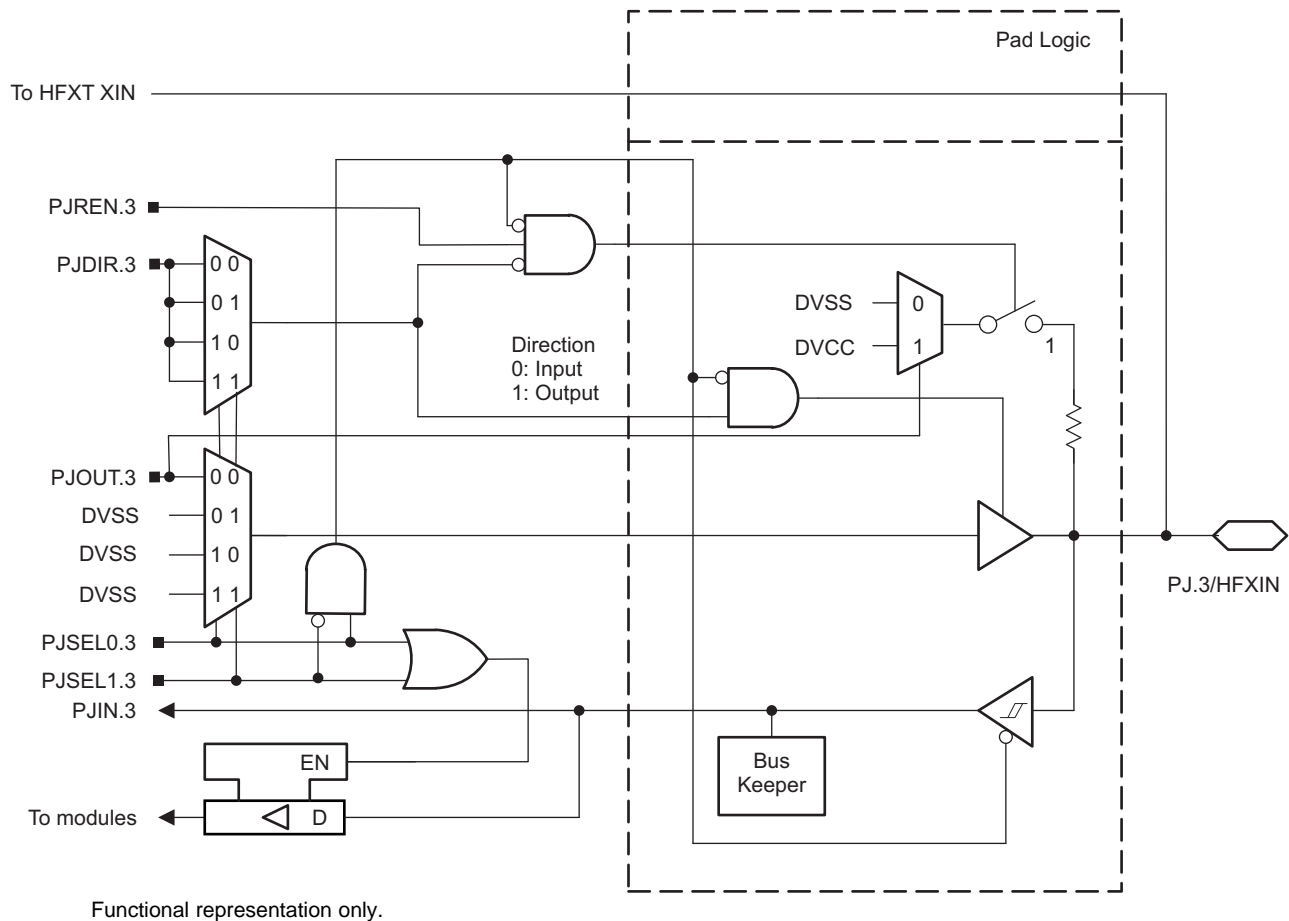 Pad Logic
To HFXT XIN
PJREN.3
PJDIR.3
0 0
0 1
1 0
1 1
DVSS
0
DVCC
1
1
Direction
0: Input
1: Output
PJOUT.3
0 0
DVSS
0 1
DVSS
1 0
DVSS
1 1
PJ.3/HFXIN
PJSEL0.3
PJSEL1.3
PJIN.3
EN
Bus
Keeper
To modules
D
Functional representation only.